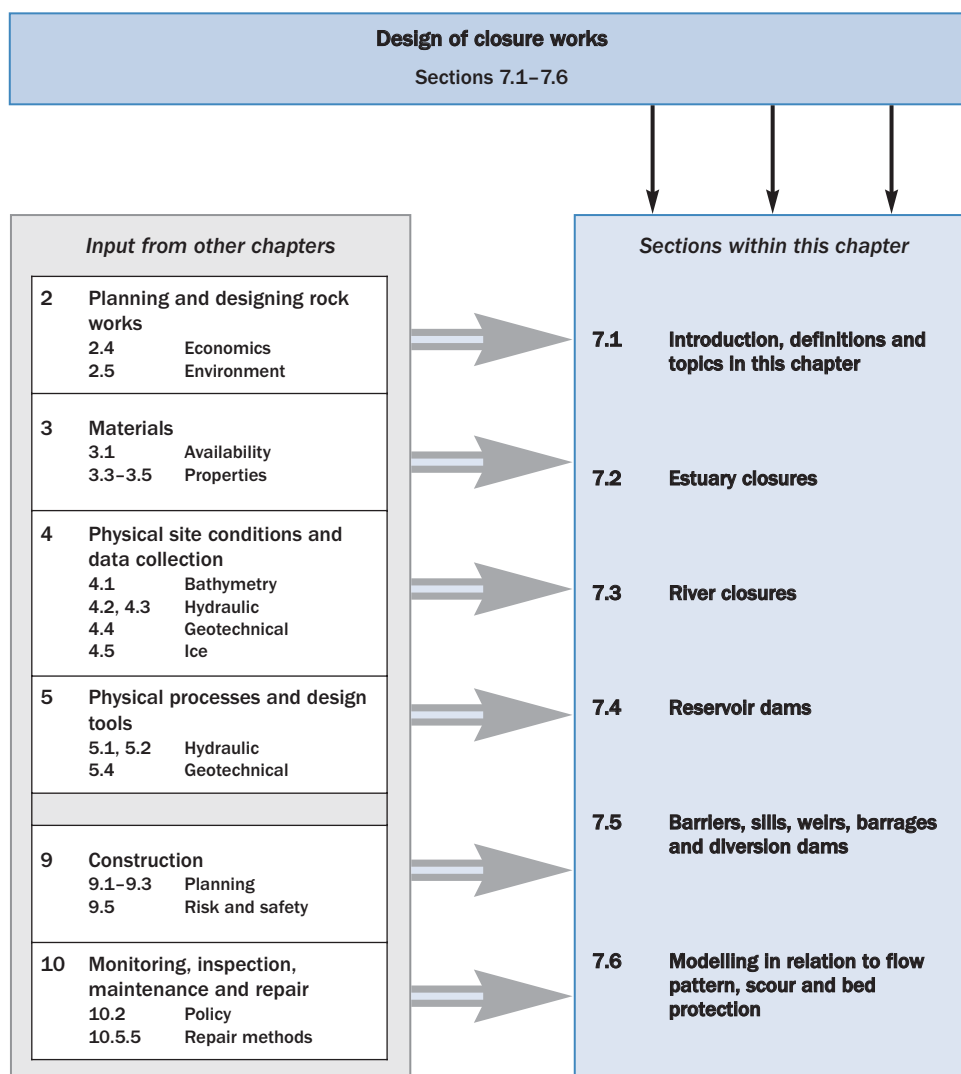 Design of closure works
Sections 7.1–7.6
Input from other chapters
2 Planning and designing rock
works
2.4 Economics
2.5 Environment
3 Materials
3.1 Availability
3.3–3.5 Properties
4 Physical site conditions and
data collection
4.1 Bathymetry
4.2, 4.3 Hydraulic
4.4 Geotechnical
4.5 Ice
5 Physical processes and design
tools
5.1, 5.2 Hydraulic
5.4 Geotechnical
9 Construction
9.1–9.3 Planning
9.5 Risk and safety
10 Monitoring, inspection,
maintenance and repair
10.2 Policy
10.5.5 Repair methods
Sections within this chapter
7.1 Introduction, definitions and
topics in this chapter
7.2 Estuary closures
7.3 River closures
7.4 Reservoir dams
7.5 Barriers, sills, weirs, barrages
and diversion dams
7.6 Modelling in relation to flow
pattern, scour and bed
protection